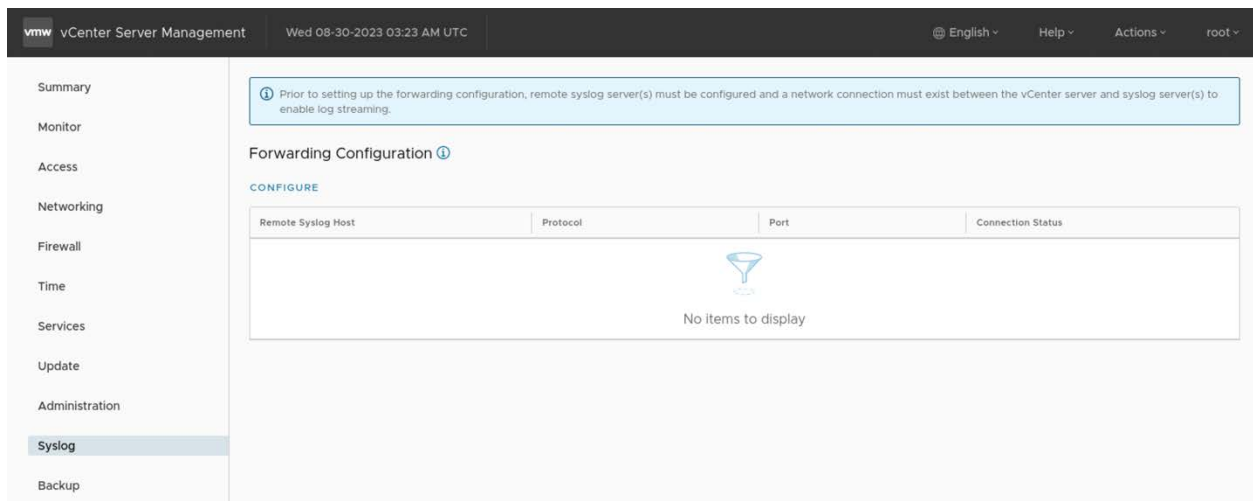 vmw vCenter Server Management Wed 08-30-2023 03:23 AM UTC English Help Actions root
Summary
Monitor
Access
Networking
Firewall
Time
Services
Update
Administration
Syslog
Backup
Prior to setting up the forwarding configuration, remote syslog server(s) must be configured and a network connection must exist between the vCenter server and syslog server(s) to
enable log streaming.
Forwarding Configuration
CONFIGURE
Remote Syslog Host Protocol Port Connection Status
No items to display